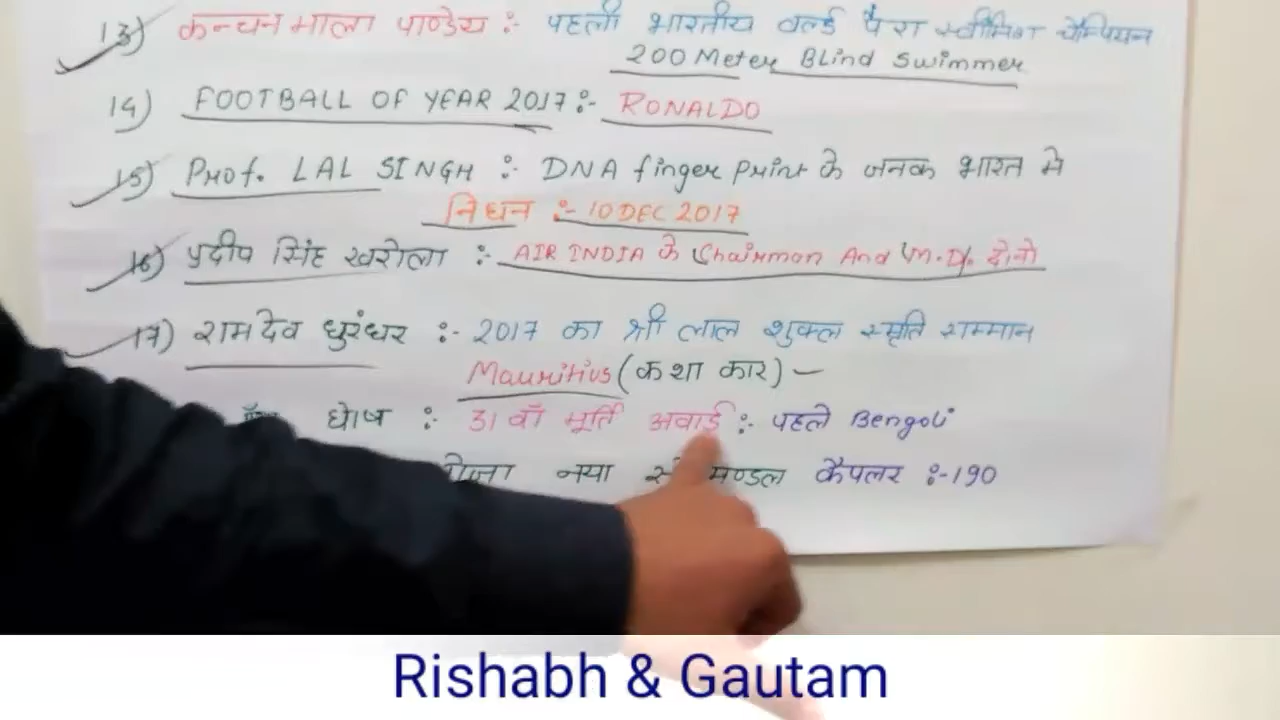 13) कन्चन माला पाण्डेय :- पहली भारतीय वर्ल्ड पैरा स्वीमिंग चैम्पियन
200 Meter Blind Swimmer
14) FOOTBALL OF YEAR 2017 :- RONALDO
15) Prof. LAL SINGH :- DNA finger Print के जनक भारत मे
निधन :- 10 DEC 2017
16) प्रदीप सिंह खरोला :- AIR INDIA के Chairman And M.D. दोनो
17) रामदेव धुरंधर :- 2017 का श्री लाल शुक्ल स्मृति सम्मान
Mauritius (कथा कार) -
घोष :- 31 वाँ मूर्ति अवार्ड :- पहले Bengoli
नया मण्डल कैपलर :- 190
Rishabh & Gautam